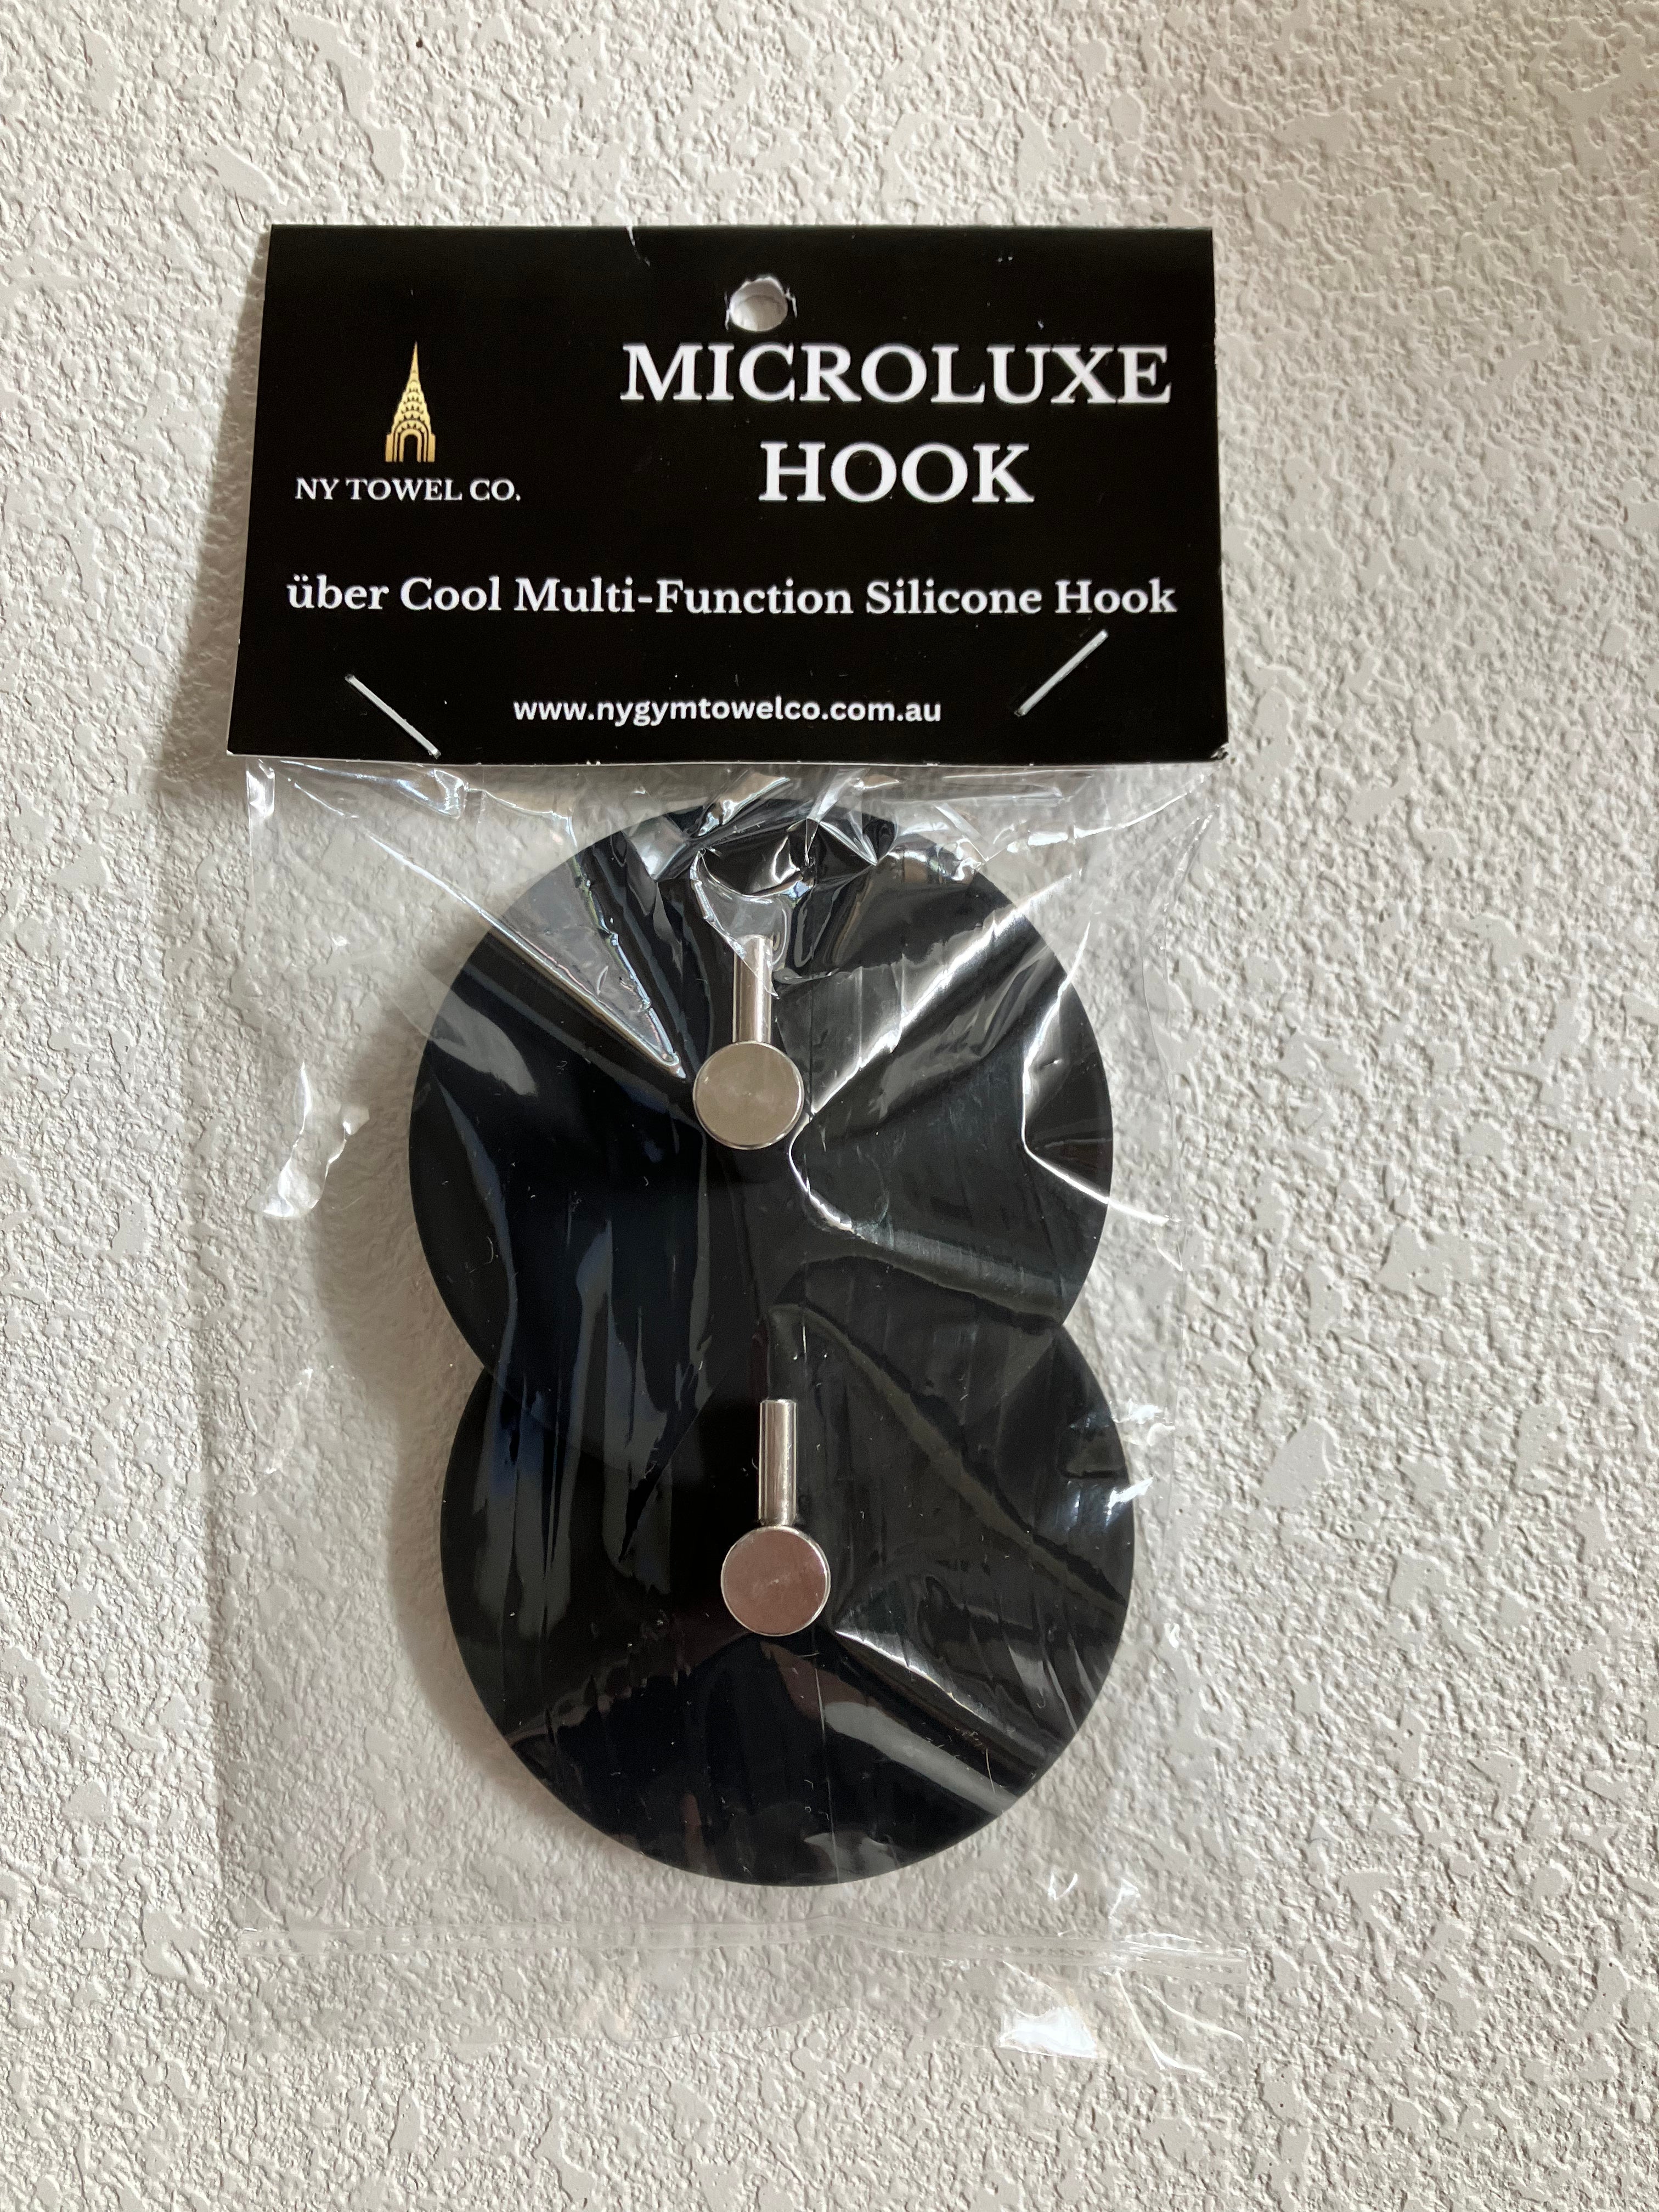 MICROLUXE
HOOK
NY TOWEL CO.
über Cool Multi-Function Silicone Hook
www.nygymtowelco.com.au